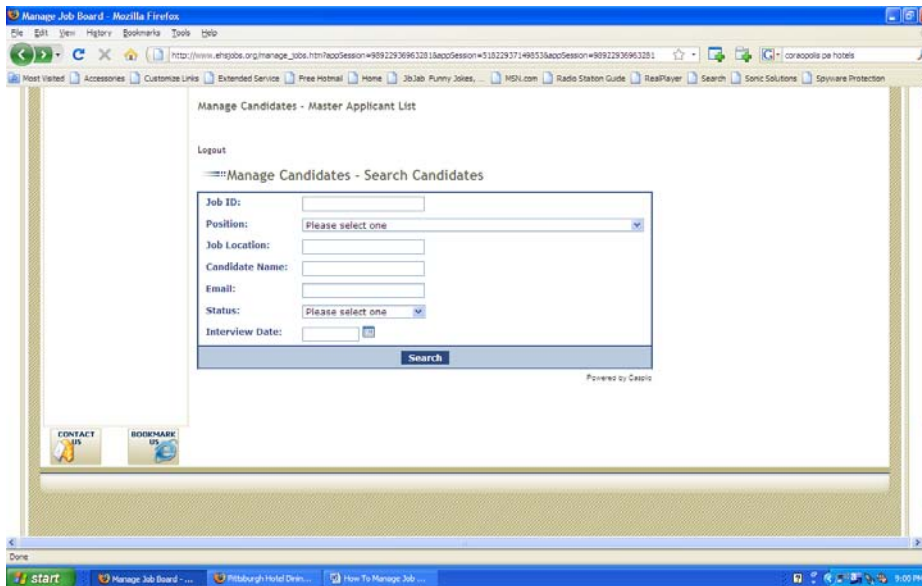 Manage Job Board - Mozilla Firefox
File Edit View History Bookmarks Tools Help
coraopolis pa hotels
Most Visited Accessories Customize Links Extended Service Free Hotmail Home JibJab Funny Jokes, ... MSN.com Radio Station Guide RealPlayer Search Sonic Solutions Spyware Protection
Manage Candidates - Master Applicant List
Logout
Manage Candidates - Search Candidates
Job ID:
Position: Please select one
Job Location:
Candidate Name:
Email:
Status: Please select one
Interview Date:
Search
Powered by Caspio
CONTACT US
BOOKMARK US
Done
start Manage Job Board - ... Pittsburgh Hotel Dinin... How To Manage Job ... 9:00 PM